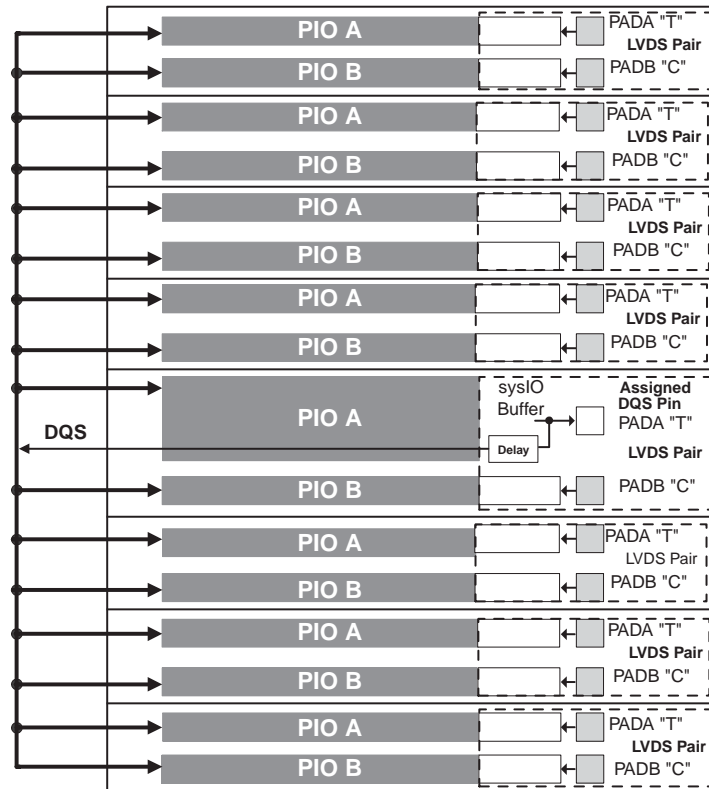 PIO A
PADA "T"
LVDS Pair
PIO B
PADB "C"
PIO A
PADA "T"
LVDS Pair
PIO B
PADB "C"
PIO A
PADA "T"
LVDS Pair
PIO B
PADB "C"
PIO A
PADA "T"
LVDS Pair
PIO B
PADB "C"
PIO A
sysIO
Buffer
Assigned
DQS Pin
PADA "T"
DQS
Delay
LVDS Pair
PIO B
PADB "C"
PIO A
PADA "T"
LVDS Pair
PIO B
PADB "C"
PIO A
PADA "T"
LVDS Pair
PIO B
PADB "C"
PIO A
PADA "T"
LVDS Pair
PIO B
PADB "C"